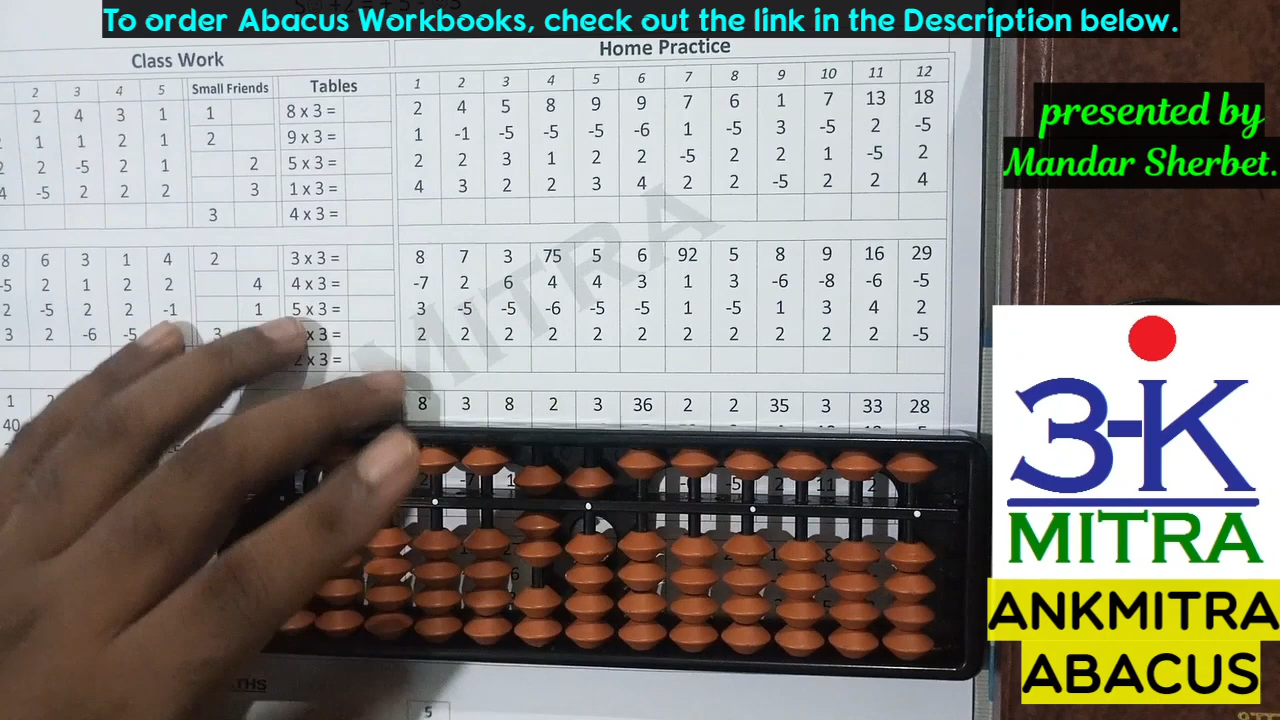 To order Abacus Workbooks, check out the link in the Description below.
Class Work
Home Practice
2 3 4 5 Small Friends Tables 1 2 3 4 5 6 7 8 9 10 11 12
2 4 3 1 1 8 x 3 = 2 4 5 8 9 9 7 6 1 7 13 18
1 1 2 1 2 9 x 3 = 1 -1 -5 -5 -5 -6 1 -5 3 -5 2 -5
2 -5 2 1 2 5 x 3 = 2 2 3 1 2 2 -5 2 2 1 -5 2
4 -5 2 2 2 3 1 x 3 = 4 3 2 2 3 4 2 2 -5 2 2 4
3 4 x 3 =
8 6 3 1 4 2 3 x 3 = 8 7 3 75 5 6 92 5 8 9 16 29
-5 2 1 2 2 4 4 x 3 = -7 2 6 4 4 3 1 3 -6 -8 -6 -5
2 -5 2 2 -1 1 5 x 3 = 3 -5 -5 -6 -5 -5 1 -5 1 3 4 2
3 2 -6 -5 3 x 3 = 2 2 2 2 2 2 2 2 2 2 2 -5
2 x 3 =
1 8 3 8 2 3 36 2 2 35 3 33 28
40
MITRA
presented by
Mandar Sherbet.
3-K
MITRA
ANKMITRA
ABACUS
5